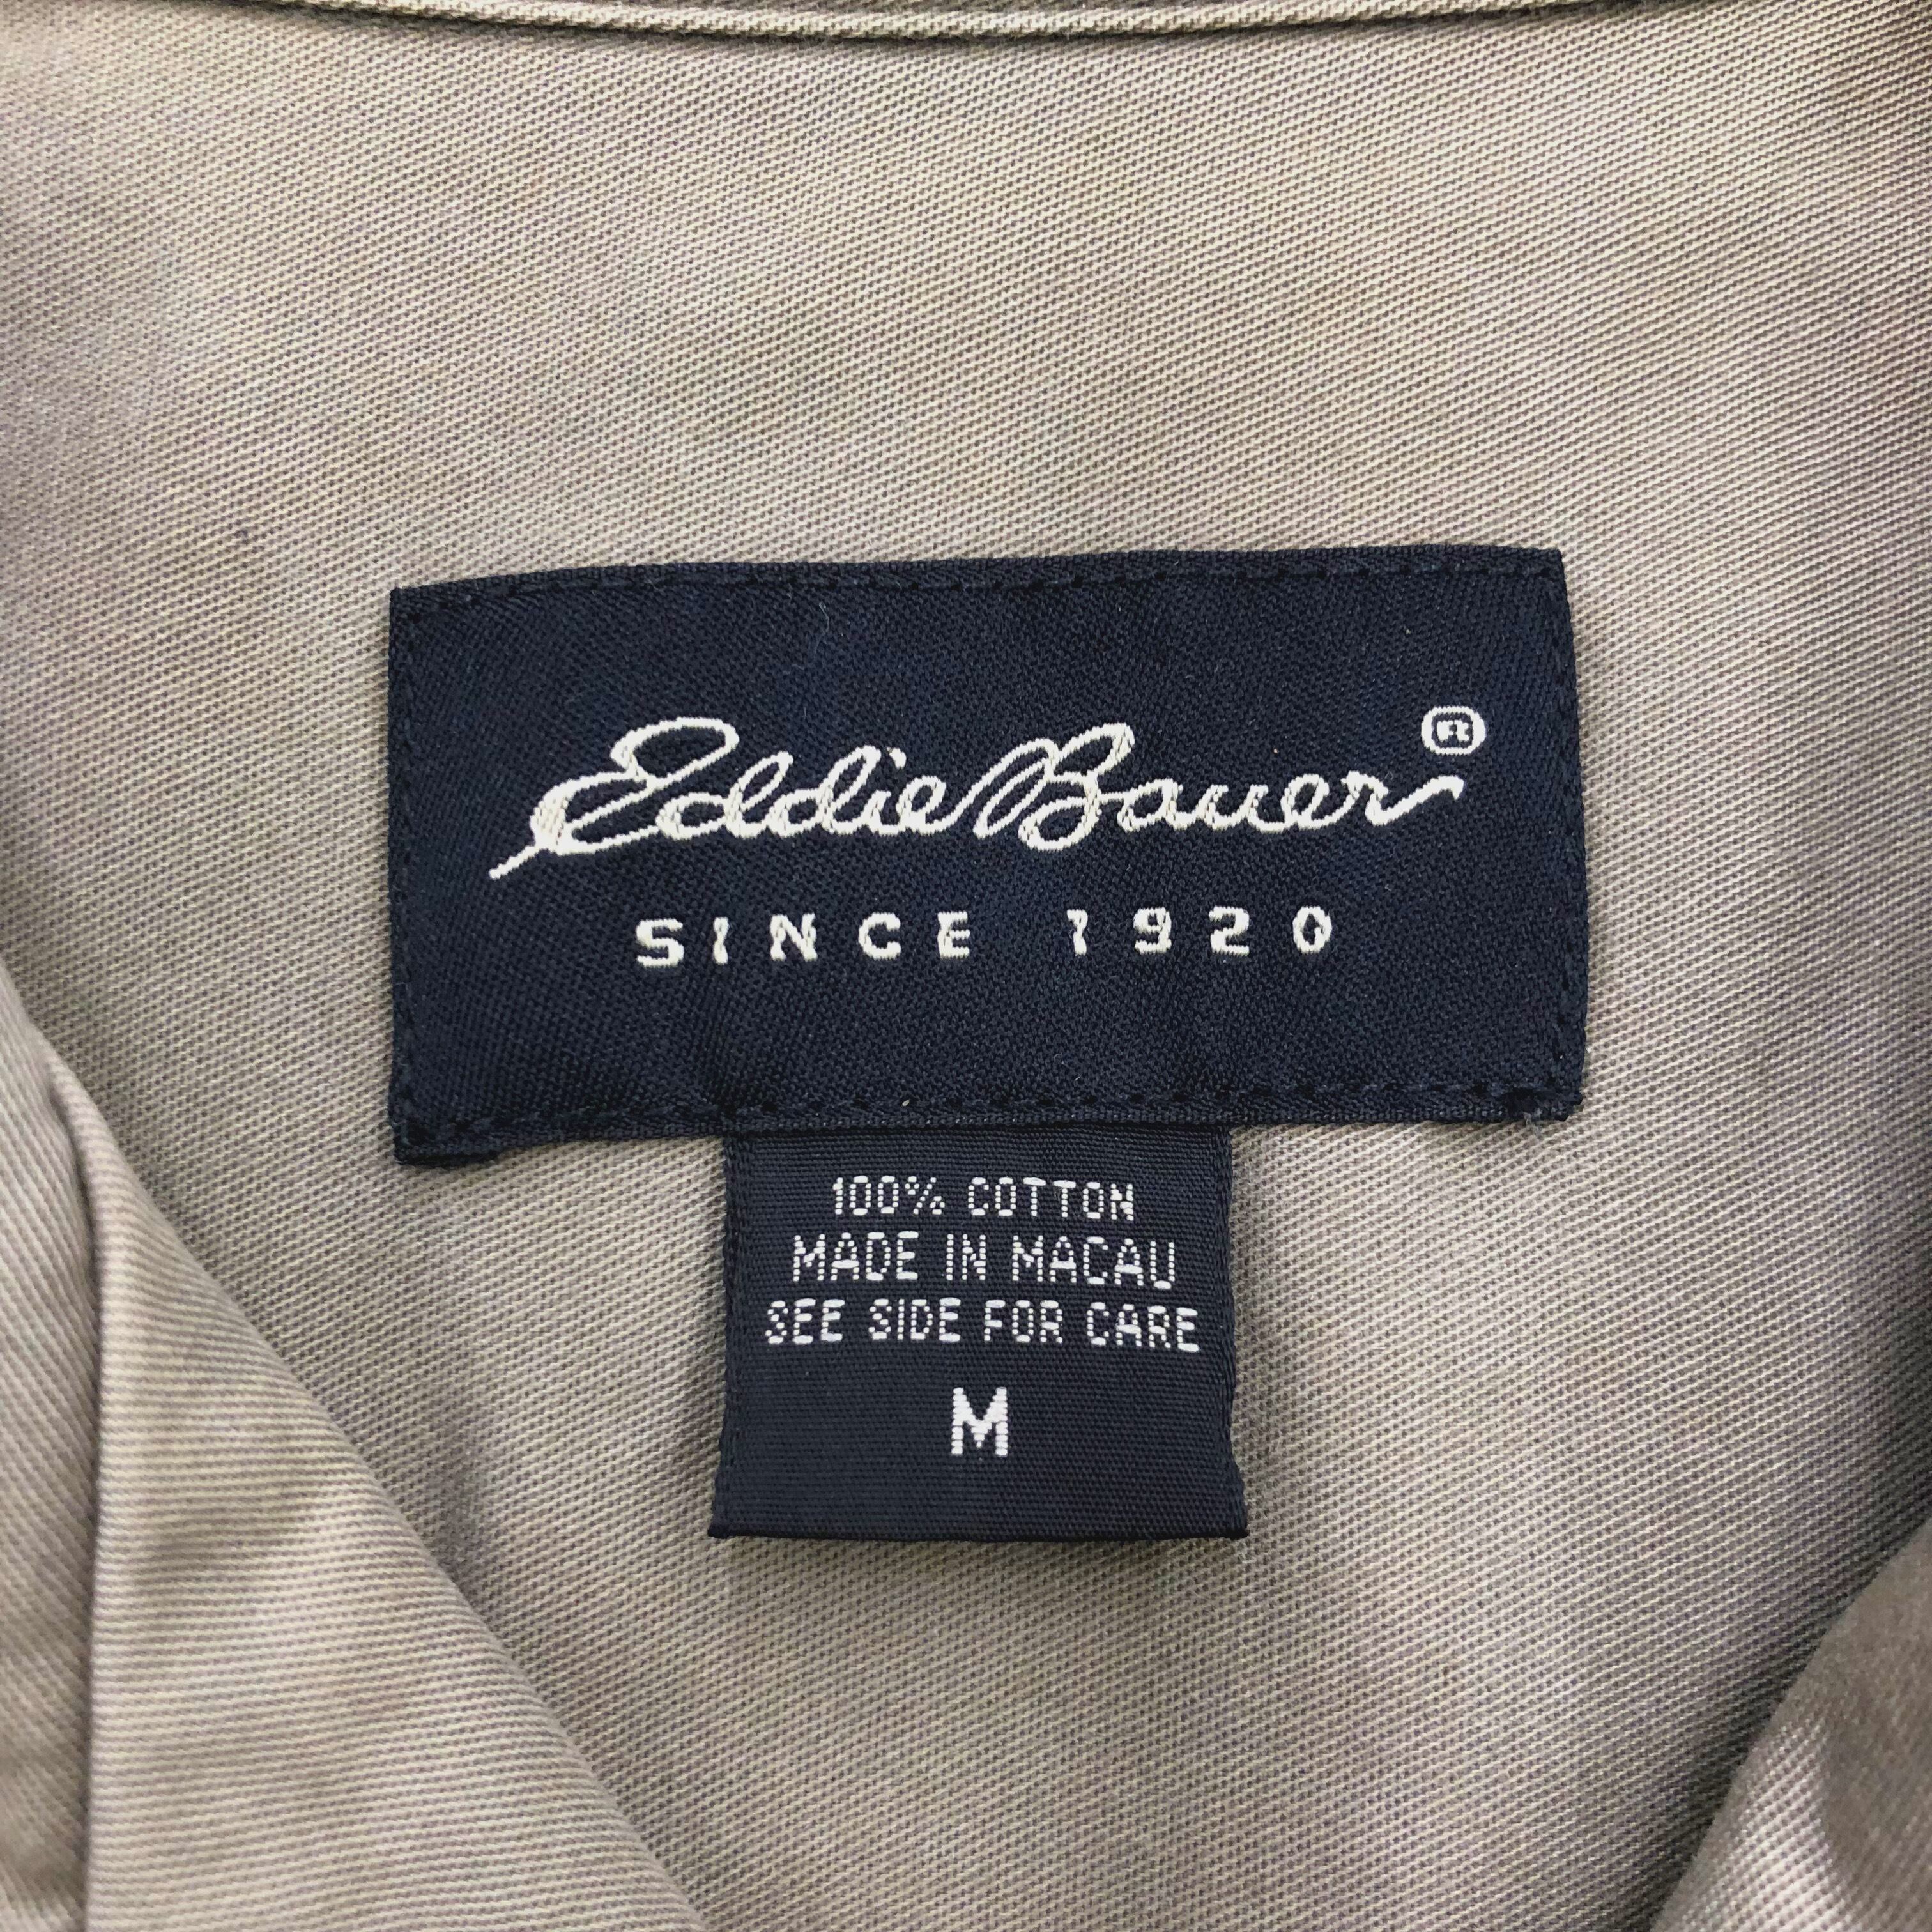 Eddie Bauer®
SINCE 1920
100% COTTON
MADE IN MACAU
SEE SIDE FOR CARE
M